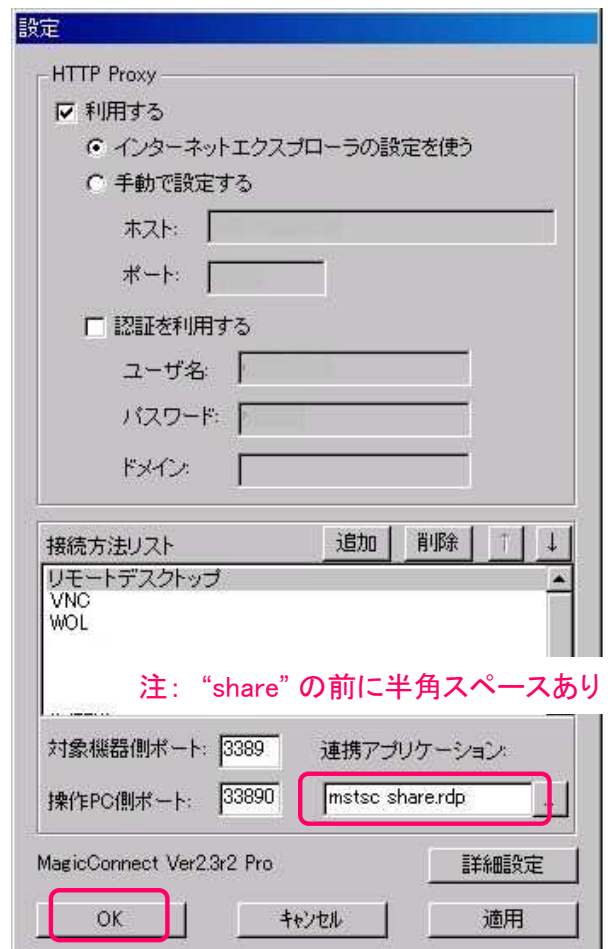 設定
HTTP Proxy
利用する
インターネットエクスプローラの設定を使う
手動で設定する
ホスト:
ポート:
認証を利用する
ユーザ名:
パスワード:
ドメイン:
接続方法リスト 追加 削除 ↑ ↓
リモートデスクトップ
VNC
WOL
注: “share” の前に半角スペースあり
対象機器側ポート: 3389 連携アプリケーション:
操作PC側ポート: 33890 mstsc share.rdp ..
MagicConnect Ver2.3r2 Pro 詳細設定
OK キャンセル 適用